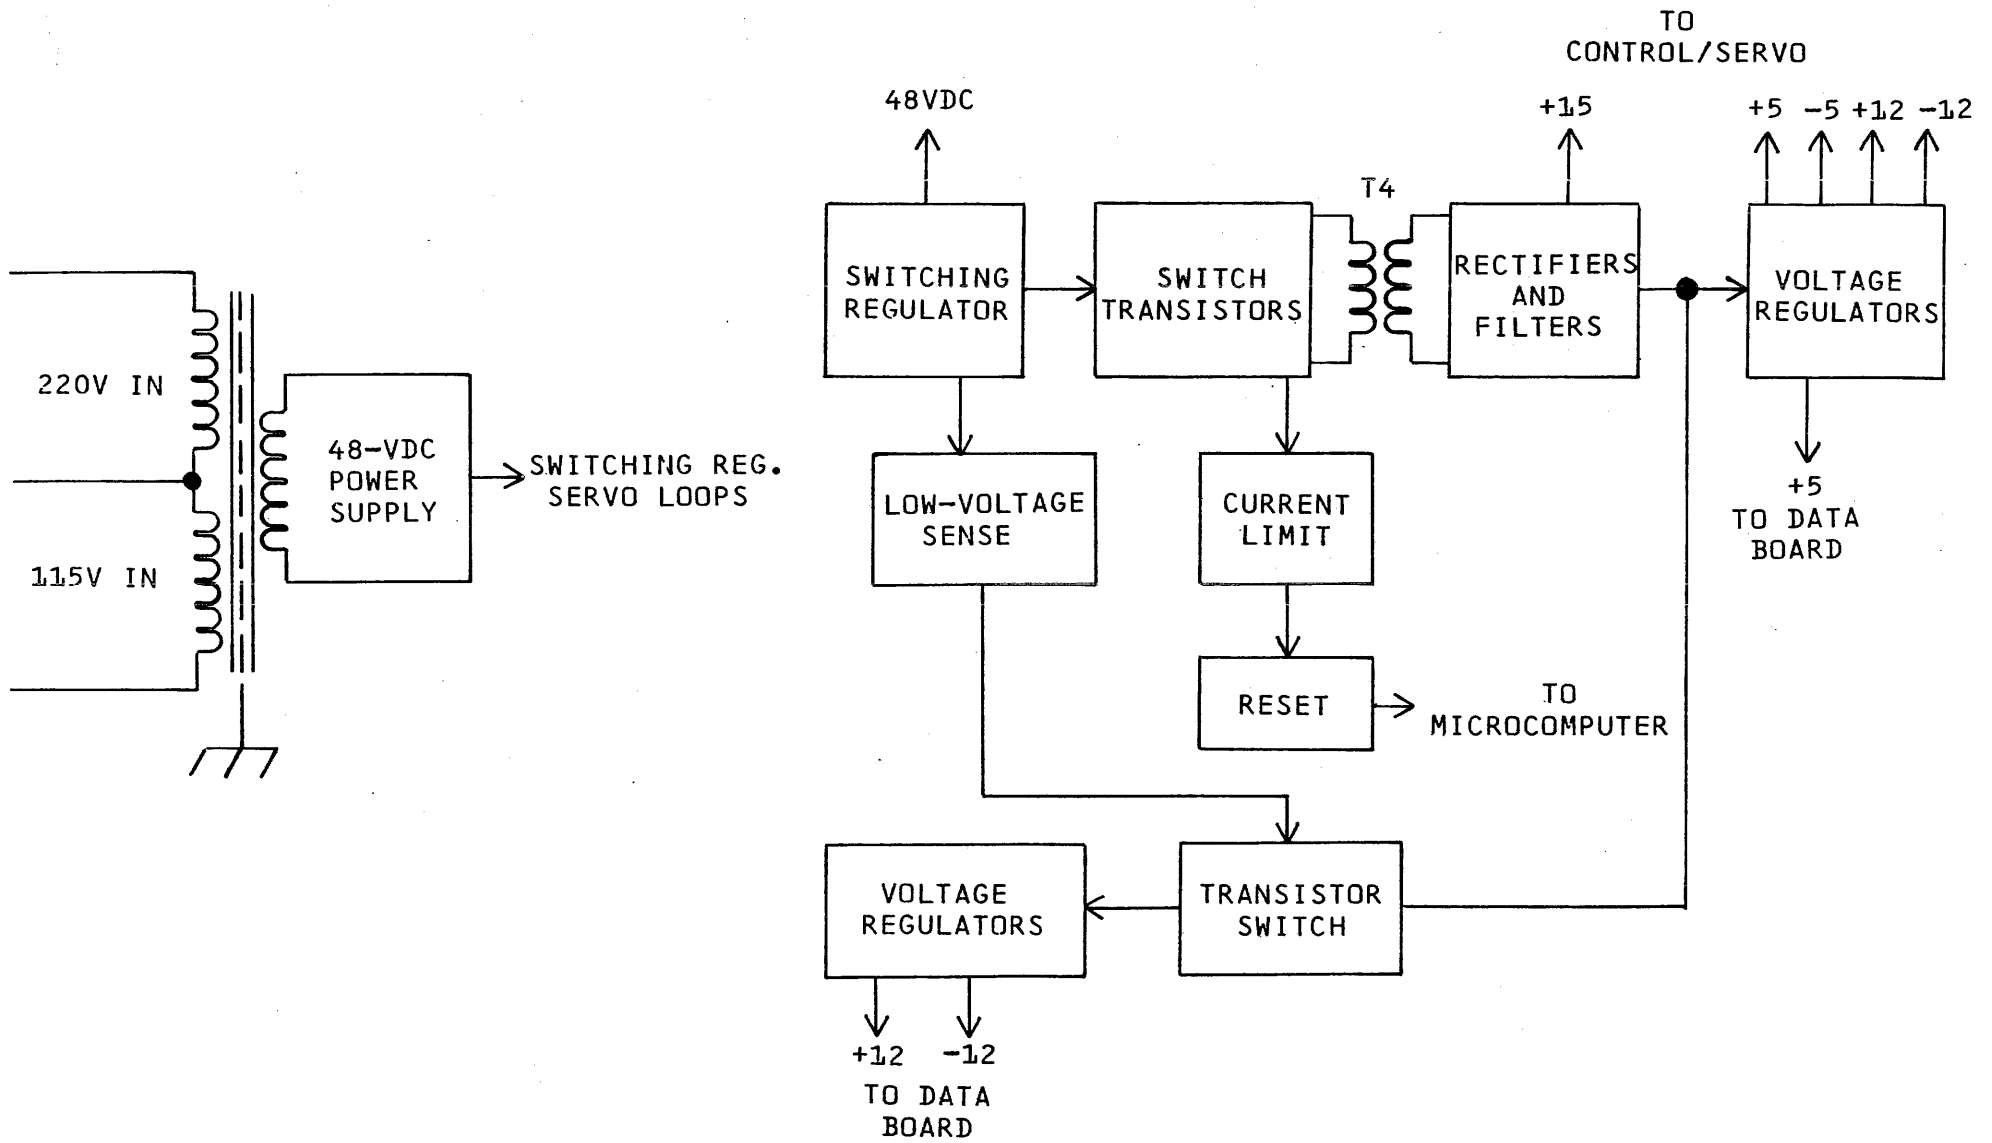 TO
CONTROL/SERVO
48VDC
+15
+5 -5 +12 -12
T4
SWITCHING
REGULATOR
SWITCH
TRANSISTORS
RECTIFIERS
AND
FILTERS
VOLTAGE
REGULATORS
220V IN
115V IN
48-VDC
POWER
SUPPLY
SWITCHING REG.
SERVO LOOPS
LOW-VOLTAGE
SENSE
CURRENT
LIMIT
+5
TO DATA
BOARD
RESET
TO
MICROCOMPUTER
VOLTAGE
REGULATORS
TRANSISTOR
SWITCH
+12 -12
TO DATA
BOARD